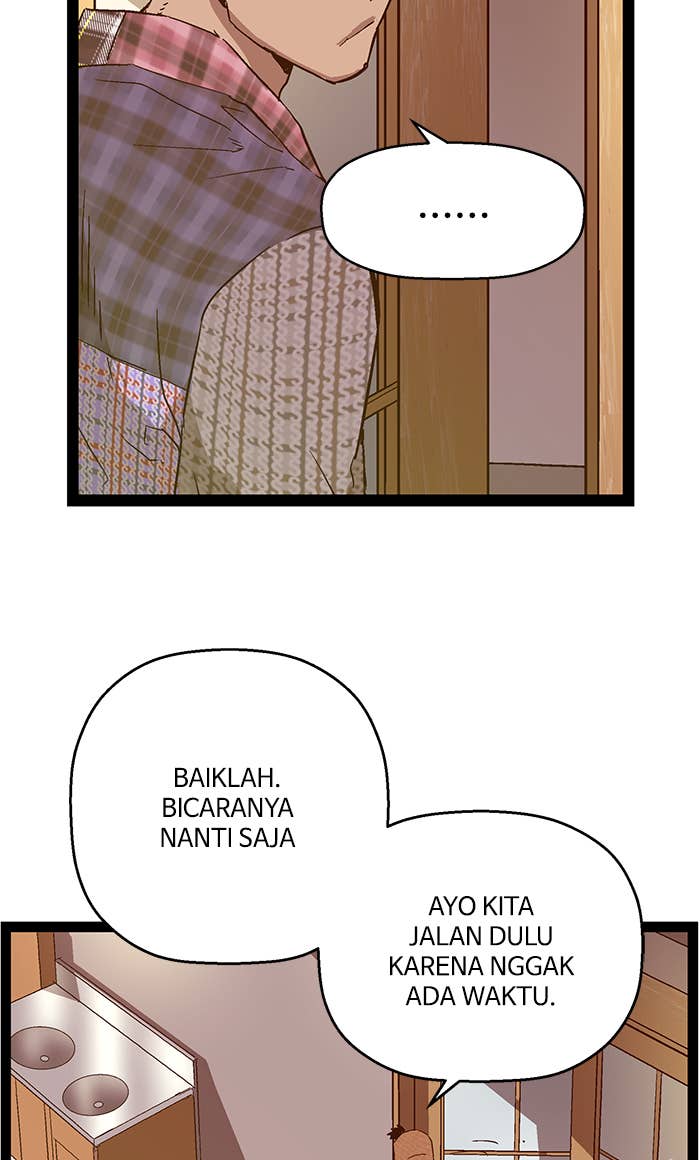 ......
BAIKLAH.
BICARANYA
NANTI SAJA
AYO KITA
JALAN DULU
KARENA NGGAK
ADA WAKTU.